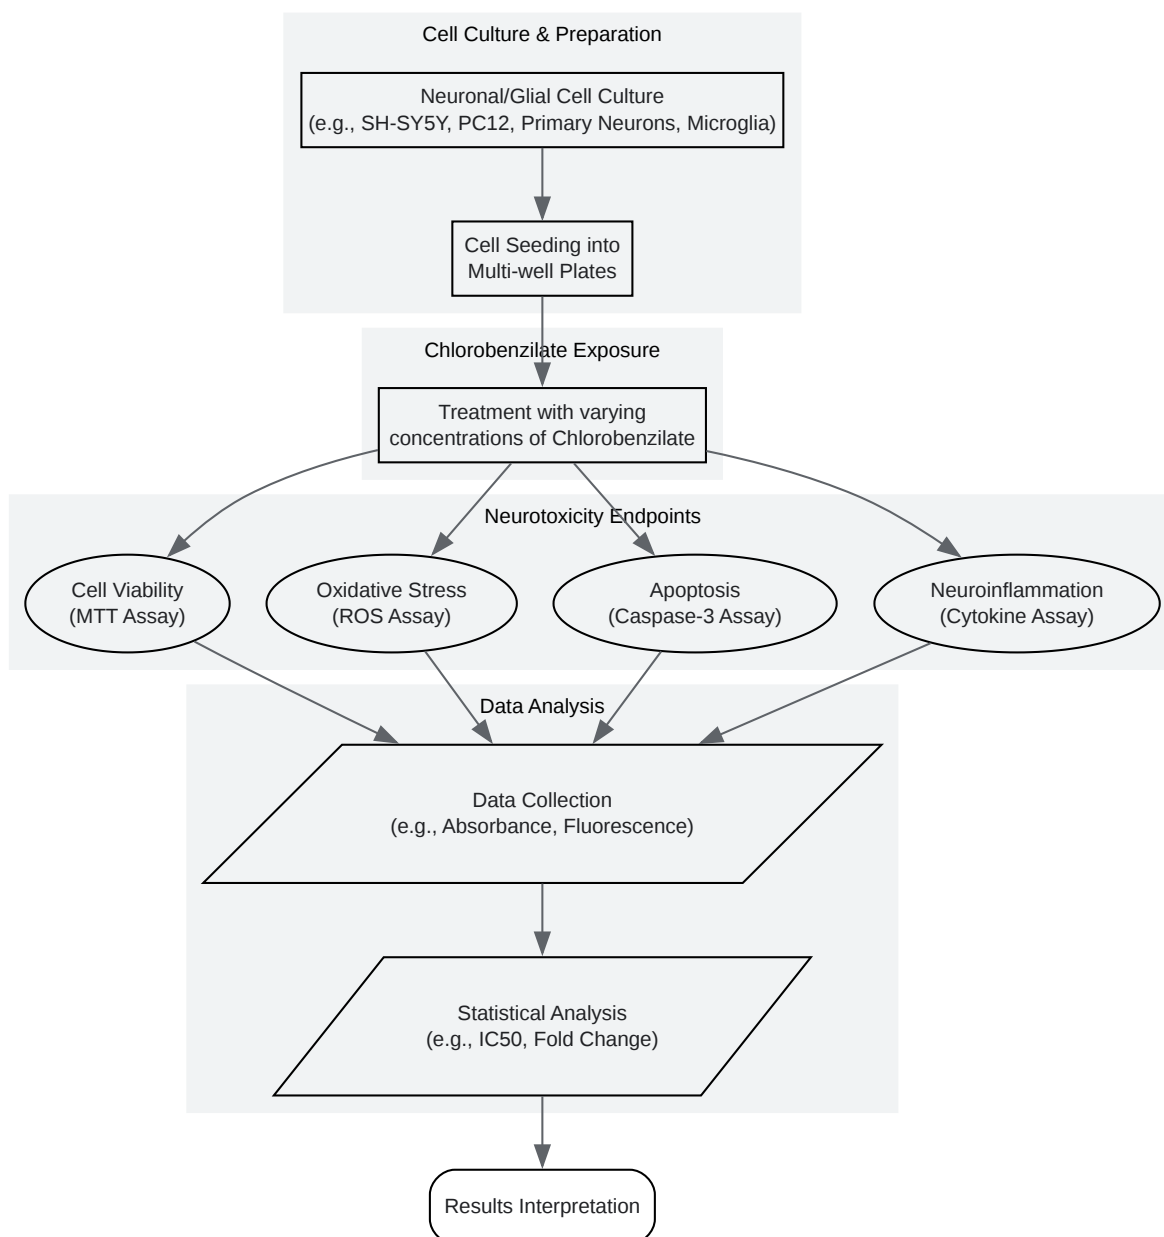 Cell Culture & Preparation
Neuronal/Glial Cell Culture
(e.g., SH-SY5Y, PC12, Primary Neurons, Microglia)
Cell Seeding into
Multi-well Plates
Chlorobenzilate Exposure
Treatment with varying
concentrations of Chlorobenzilate
Neurotoxicity Endpoints
Cell Viability
(MTT Assay)
Oxidative Stress
(ROS Assay)
Apoptosis
(Caspase-3 Assay)
Neuroinflammation
(Cytokine Assay)
Data Analysis
Data Collection
(e.g., Absorbance, Fluorescence)
Statistical Analysis
(e.g., IC50, Fold Change)
Results Interpretation